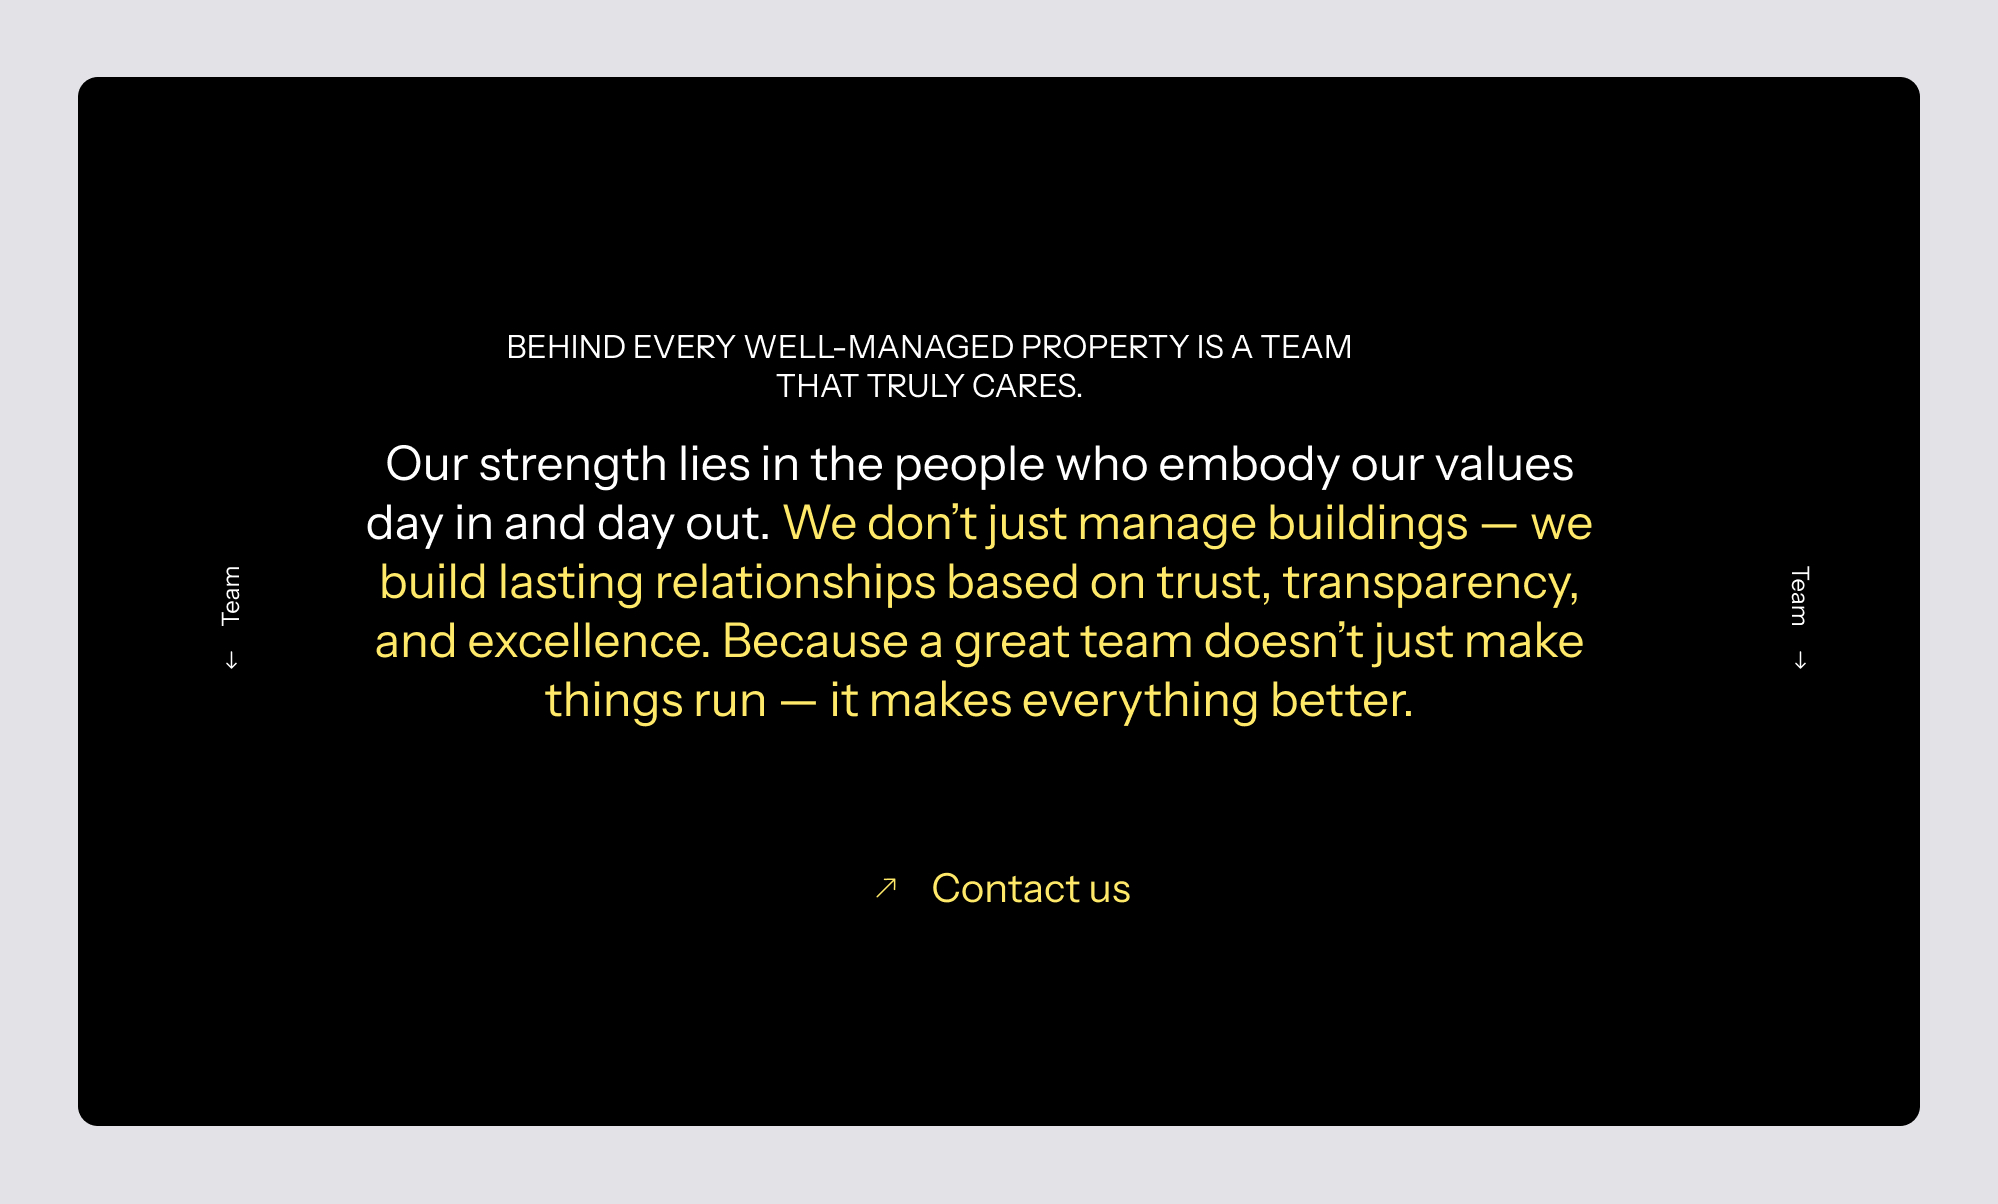 BEHIND EVERY WELL-MANAGED PROPERTY IS A TEAM
THAT TRULY CARES.
Our strength lies in the people who embody our values
day in and day out. We don’t just manage buildings — we
build lasting relationships based on trust, transparency,
and excellence. Because a great team doesn’t just make
things run — it makes everything better.
← Team
Team →
↗ Contact us